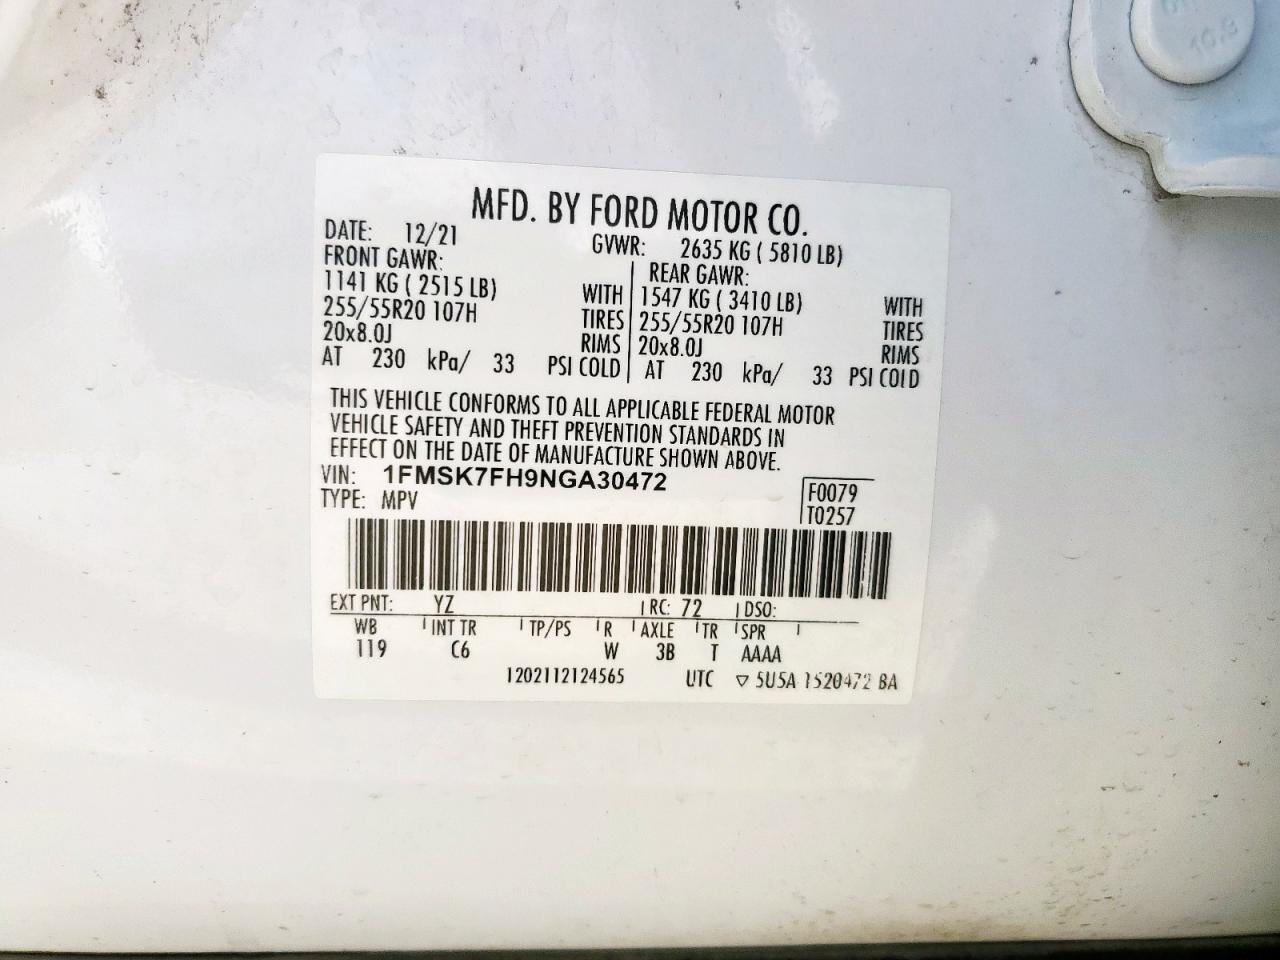 10.9
MFD. BY FORD MOTOR CO.
DATE: 12/21 GVWR: 2635 KG ( 5810 LB)
FRONT GAWR: REAR GAWR:
1141 KG ( 2515 LB) WITH 1547 KG ( 3410 LB) WITH
255/55R20 107H TIRES 255/55R20 107H TIRES
20x8.0J RIMS 20x8.0J RIMS
AT 230 kPa/ 33 PSI COLD AT 230 kPa/ 33 PSI COLD
THIS VEHICLE CONFORMS TO ALL APPLICABLE FEDERAL MOTOR
VEHICLE SAFETY AND THEFT PREVENTION STANDARDS IN
EFFECT ON THE DATE OF MANUFACTURE SHOWN ABOVE.
VIN: 1FMSK7FH9NGA30472 F0079
TYPE: MPV T0257
EXT PNT: YZ RC: 72 DSO:
WB INT TR TP/PS R AXLE TR SPR
119 C6 W 3B T AAAA
1202112124565 UTC ▽ 5U5A 1520472 BA